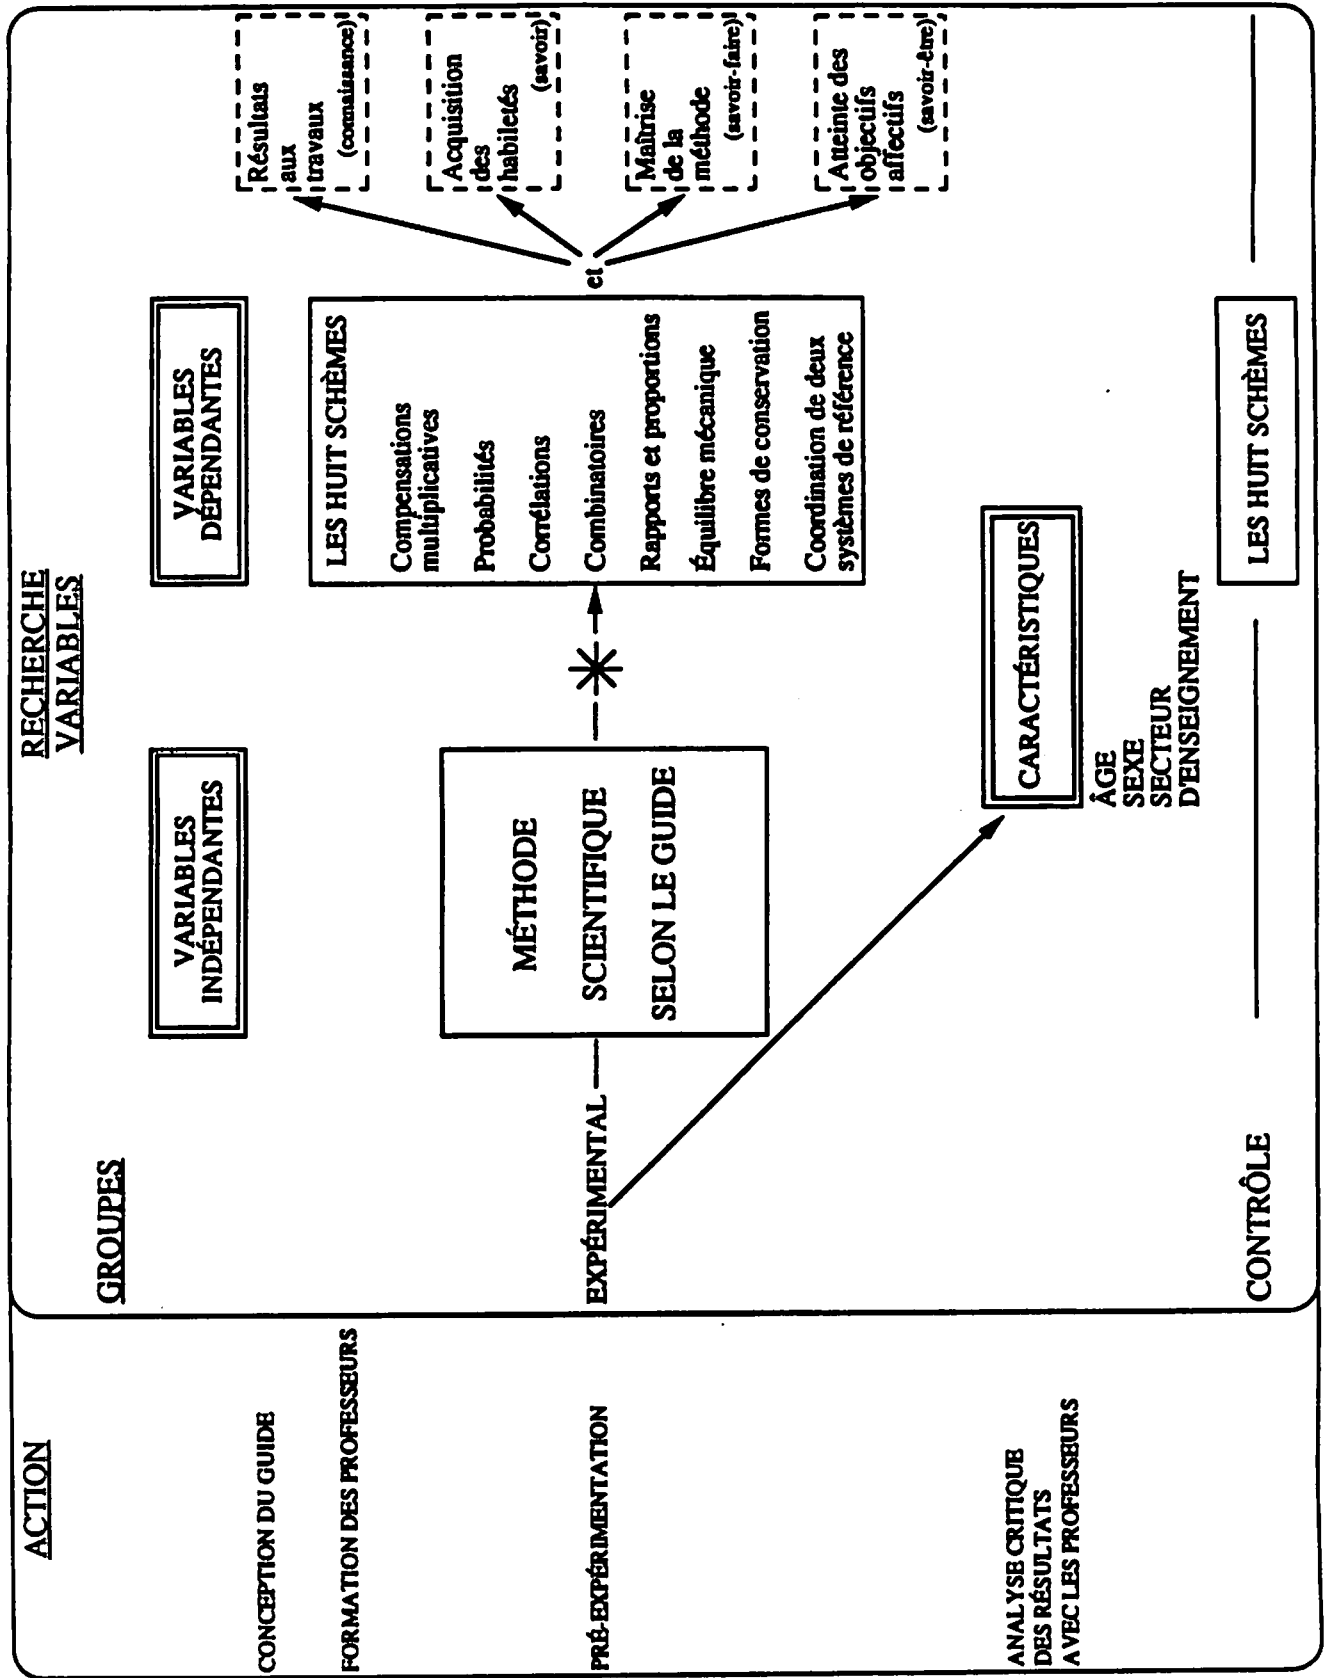 ACTION
CONCEPTION DU GUIDE
FORMATION DES PROFESSEURS
PRÉ-EXPÉRIMENTATION
ANALYSE CRITIQUE
DES RÉSULTATS
AVEC LES PROFESSEURS
RECHERCHE
VARIABLES
GROUPES
EXPÉRIMENTAL
CONTRÔLE
VARIABLES
INDÉPENDANTES
MÉTHODE
SCIENTIFIQUE
SELON LE GUIDE
CARACTÉRISTIQUES
ÂGE
SEXE
SECTEUR
D'ENSEIGNEMENT
VARIABLES
DÉPENDANTES
LES HUIT SCHÈMES
Compensations
multiplicatives
Probabilités
Corrélations
Combinatoires
Rapports et proportions
Équilibre mécanique
Formes de conservation
Coordination de deux
systèmes de référence
LES HUIT SCHÈMES
et
Résultats
aux
travaux
(connaissance)
Acquisition
des
habiletés
(savoir)
Maîtrise
de la
méthode
(savoir-faire)
Atteinte des
objectifs
affectifs
(savoir-être)